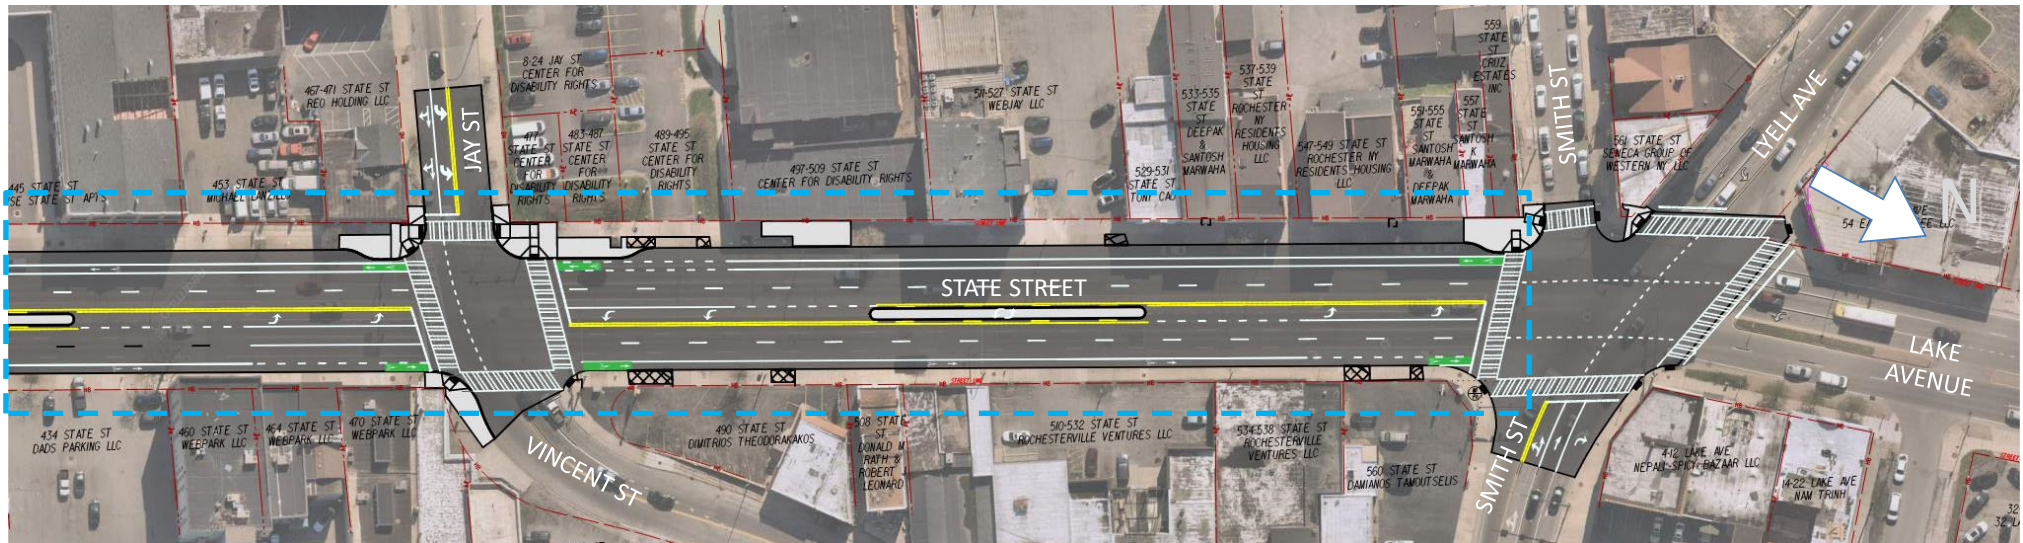 467-471 STATE ST
REO HOLDING LLC
8-24 JAY ST
CENTER FOR
DISABILITY RIGHTS
JAY ST
477
STATE ST
CENTER
FOR
DISABILITY
RIGHTS
483-487
STATE ST
CENTER
FOR
DISABILITY
RIGHTS
489-495
STATE ST
CENTER FOR
DISABILITY
RIGHTS
497-509 STATE ST
CENTER FOR DISABILITY RIGHTS
511-527 STATE ST
WEBJAY LLC
529-531
STATE ST
533-535
STATE
ST
DEEPAK
&
SANTOSH
MARWAHA
537-539
STATE
ST
ROCHESTER
NY
RESIDENTS
HOUSING
LLC
547-549 STATE ST
ROCHESTER NY
RESIDENTS HOUSING
LLC
551-555
STATE
ST
SANTOSH
MARWAHA
&
DEEPAK
MARWAHA
557
STATE
ST
SANTOSH
K
MARWAHA
559
STATE
ST
CRUZ
ESTATES
INC
SMITH ST
561 STATE ST
SENECA GROUP OF
WESTERN NY LLC
LYELL AVE
N
445 STATE ST
453 STATE ST
MICHAEL
STREET LINE
STATE STREET
LAKE
AVENUE
434 STATE ST
DADS PARKING LLC
460 STATE ST
WEBPARK LLC
464 STATE ST
WEBPARK LLC
470 STATE ST
WEBPARK LLC
VINCENT ST
490 STATE ST
DIMITRIOS THEODORAKAKOS
508 STATE
ST
DONALD M
RATH &
ROBERT
LEONARD
STREET LINE
510-532 STATE ST
ROCHESTERVILLE VENTURES LLC
534-538 STATE ST
ROCHESTERVILLE
VENTURES LLC
560 STATE ST
DAMIANOS TAMOUTSELIS
SMITH ST
4-12 LAKE AVE
NEPALI SPICY BAZAAR LLC
14-22 LAKE AVE
NAM TRINH